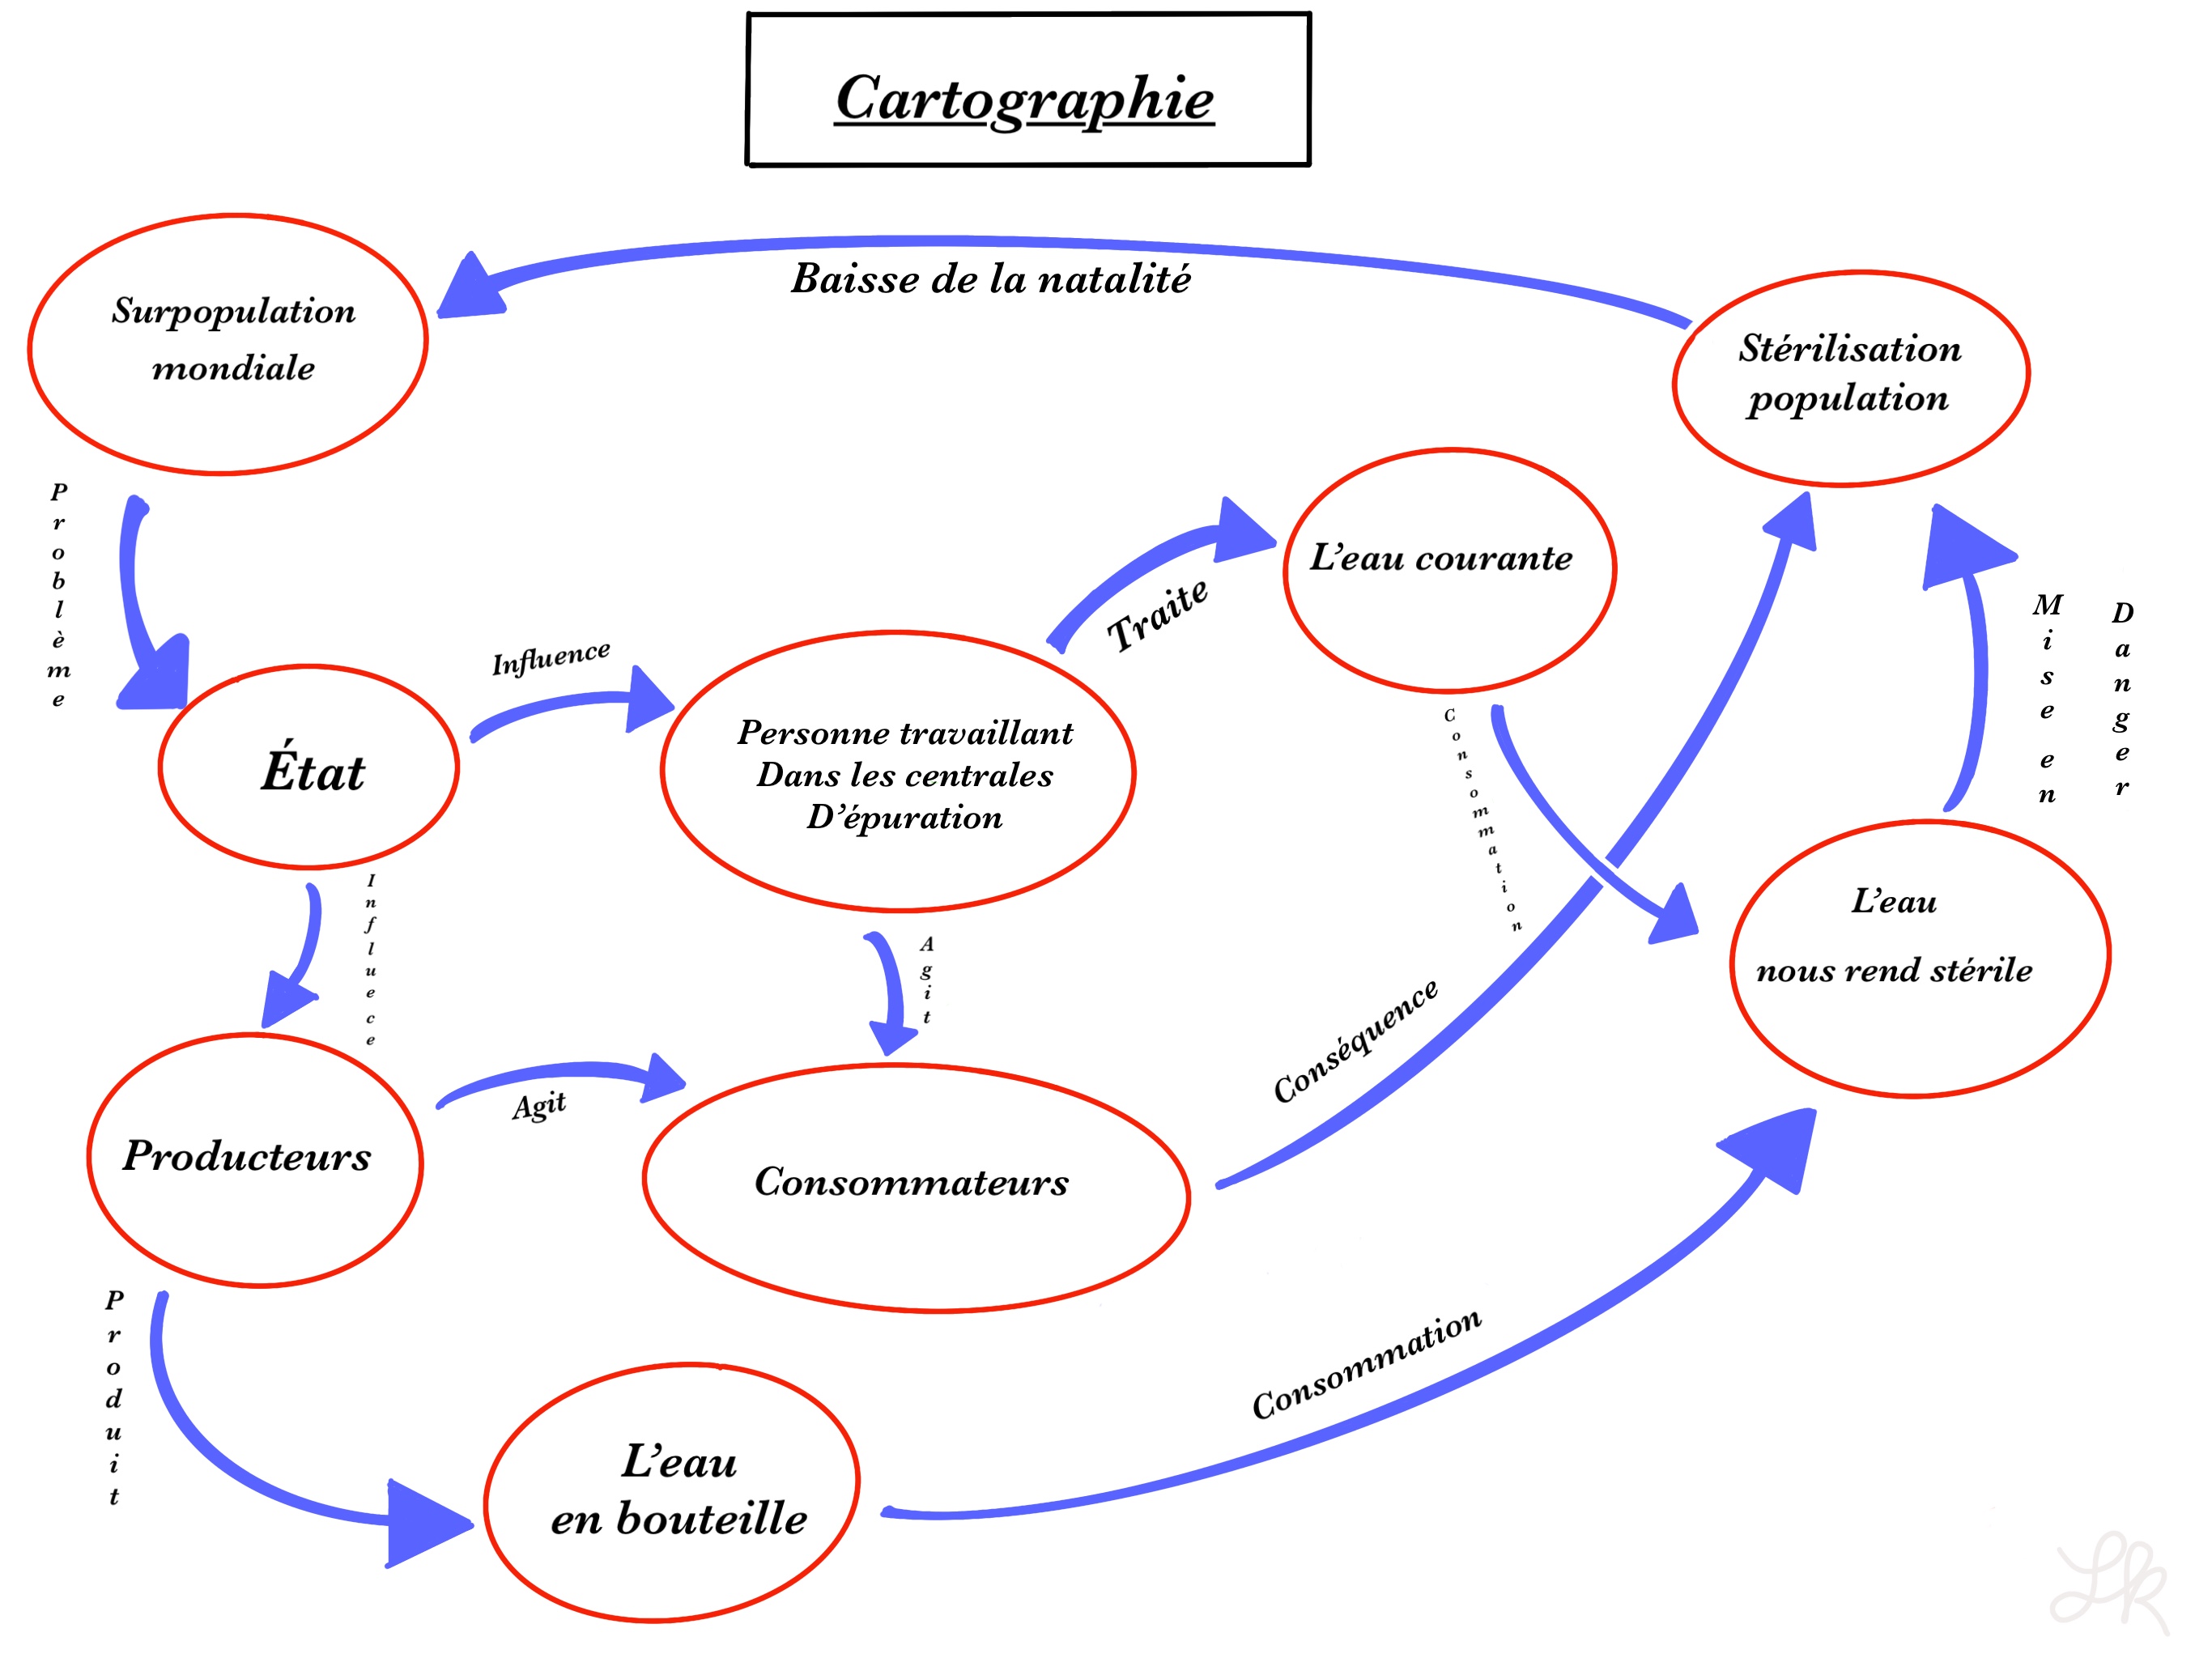 Cartographie
Baisse de la natalité
Surpopulation
mondiale
Stérilisation
population
Problème
L'eau courante
Traite
Mise en
Danger
Influence
État
Personne travaillant
Dans les centrales
D'épuration
Consommation
L'eau
nous rend stérile
Influece
Agit
Conséquence
Agit
Producteurs
Consommateurs
Produit
Consommation
L'eau
en bouteille
LK